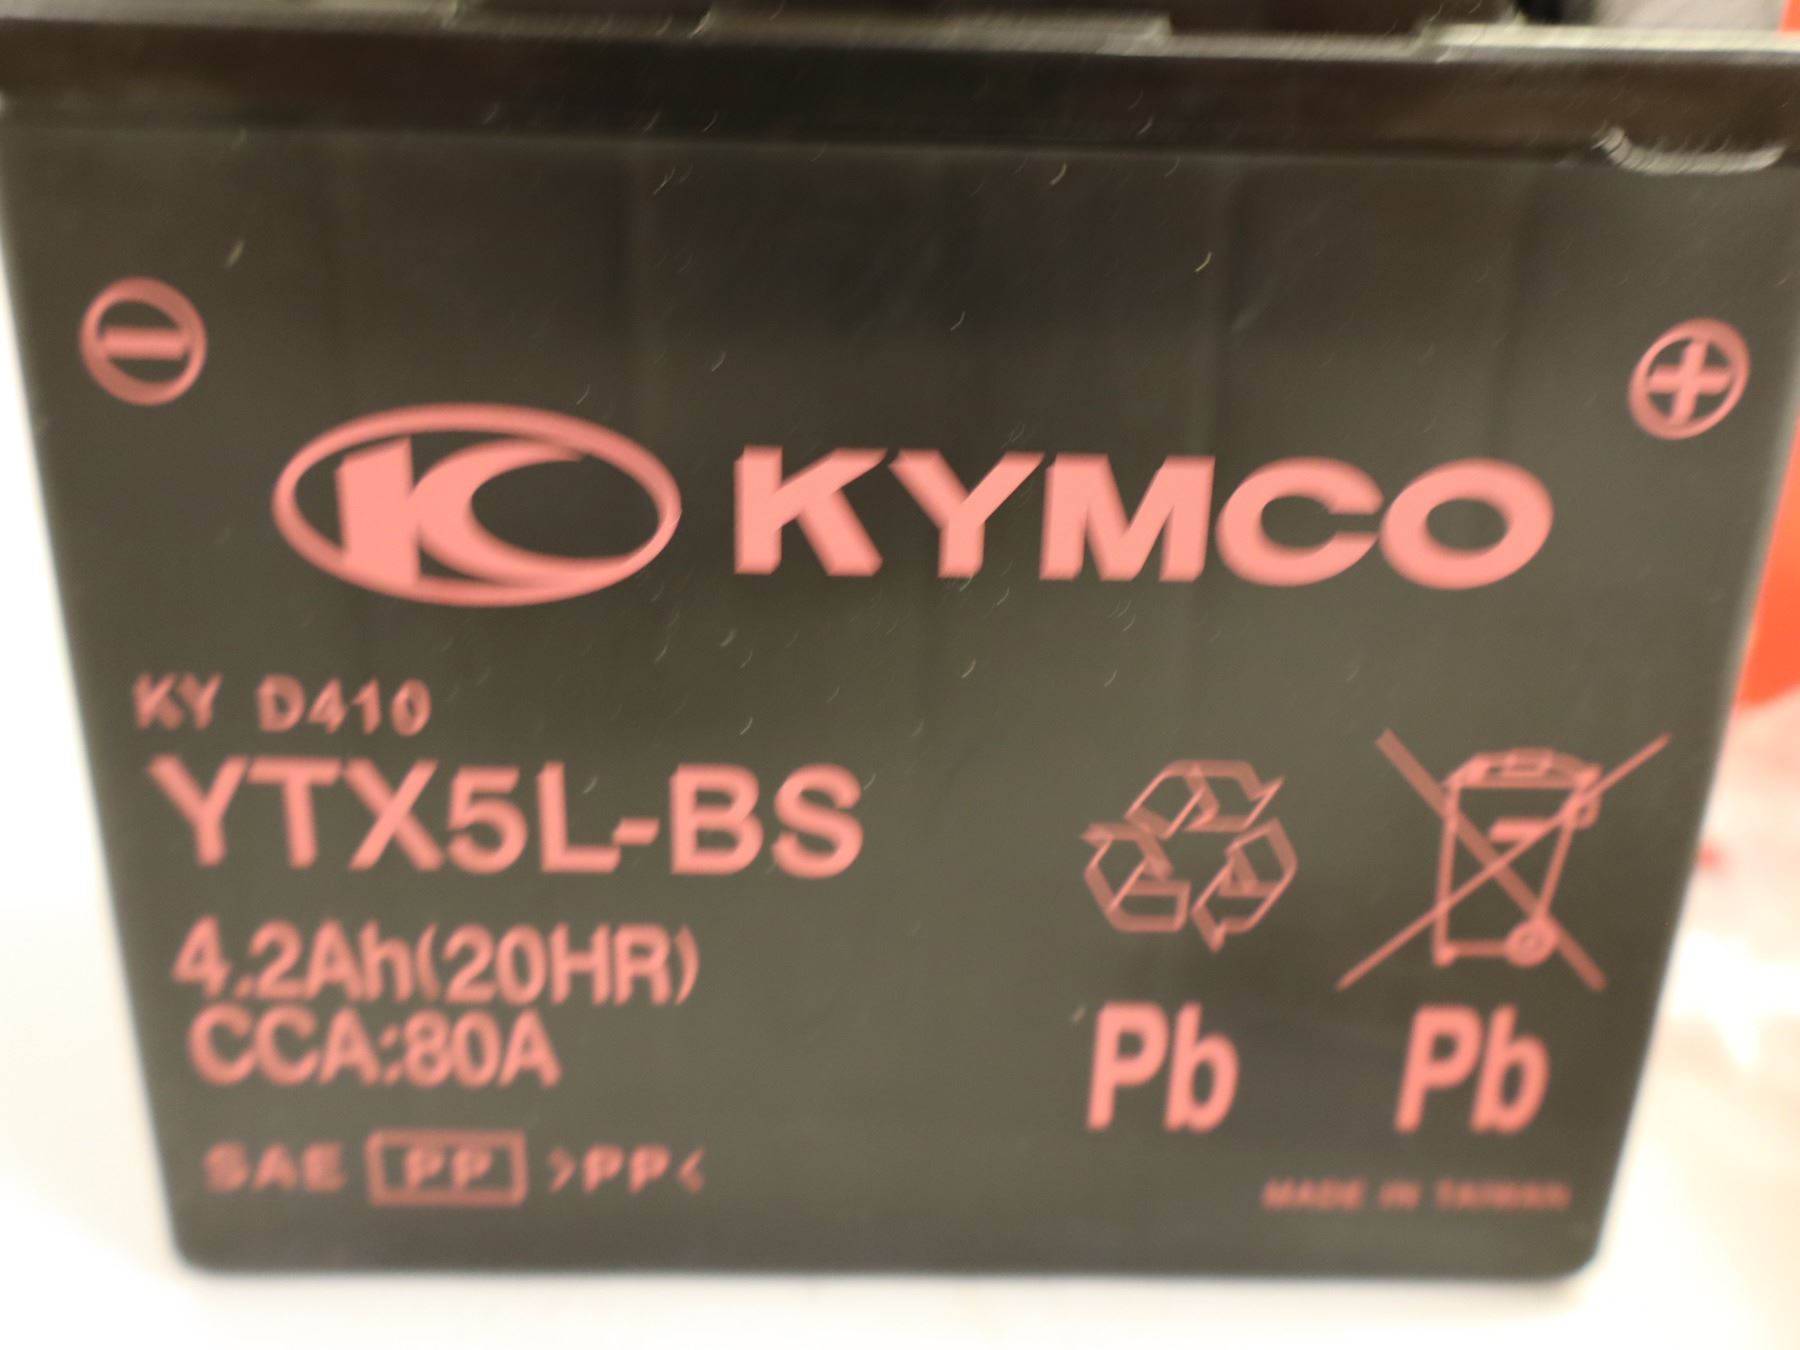 KYMCO
KY D410
YTX5L-BS
4.2Ah(20HR)
CCA:80A
SAE PP >PP<
Pb Pb
MADE IN TAIWAN